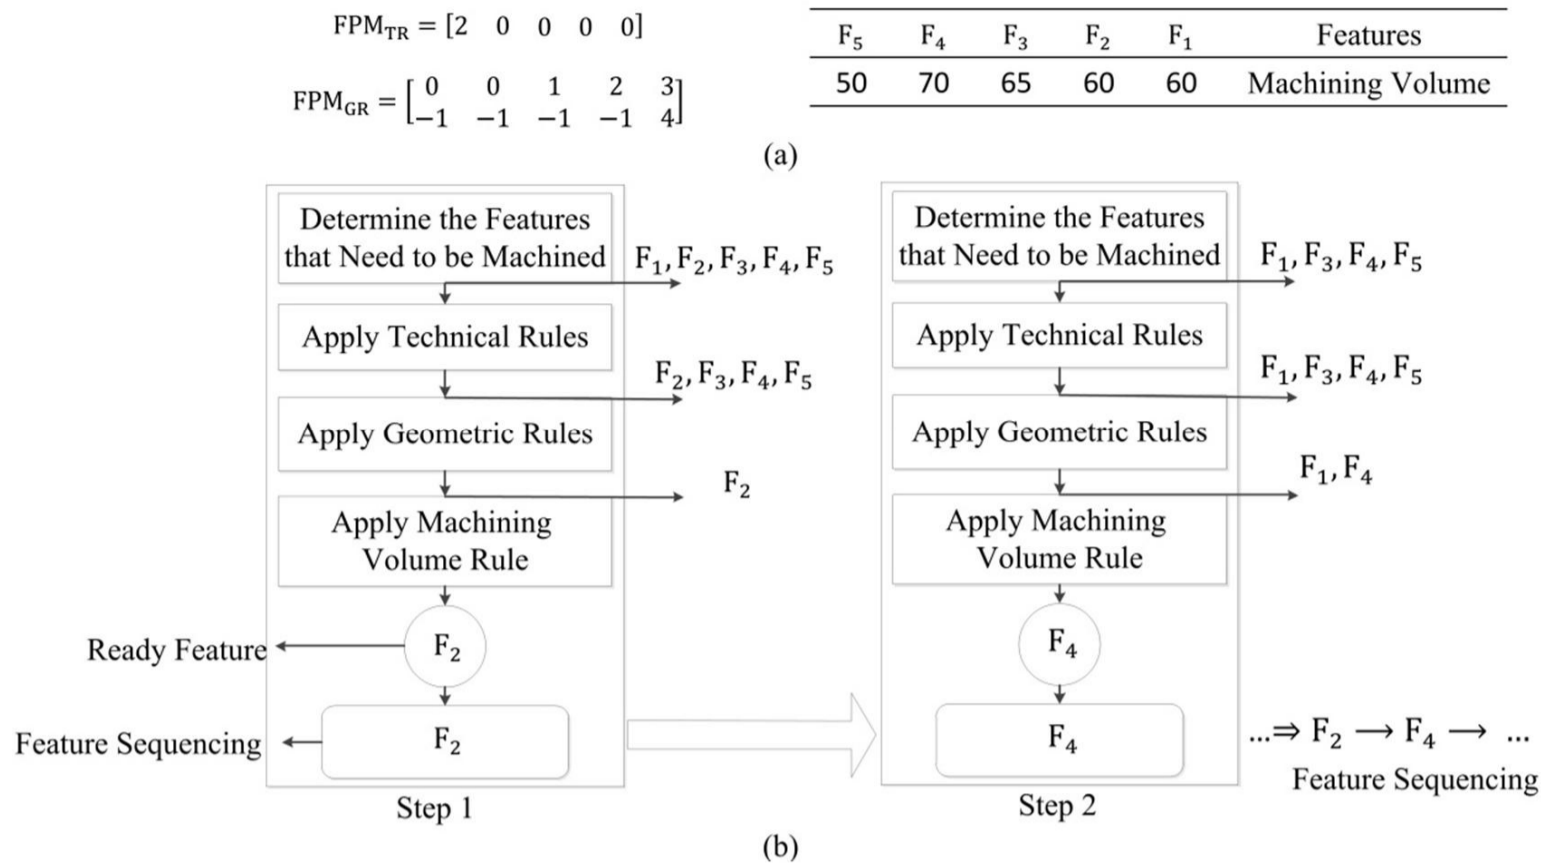 FPM_TR = [2 0 0 0 0]
FPM_GR = [0 0 1 2 3
−1 −1 −1 −1 4]
F₅ F₄ F₃ F₂ F₁ Features
50 70 65 60 60 Machining Volume
(a)
Determine the Features
that Need to be Machined
F₁, F₂, F₃, F₄, F₅
Apply Technical Rules
F₂, F₃, F₄, F₅
Apply Geometric Rules
F₂
Apply Machining
Volume Rule
Ready Feature
F₂
Feature Sequencing
F₂
Step 1
Determine the Features
that Need to be Machined
F₁, F₃, F₄, F₅
Apply Technical Rules
F₁, F₃, F₄, F₅
Apply Geometric Rules
F₁, F₄
Apply Machining
Volume Rule
F₄
F₄
...⇒ F₂ → F₄ → ...
Feature Sequencing
Step 2
(b)